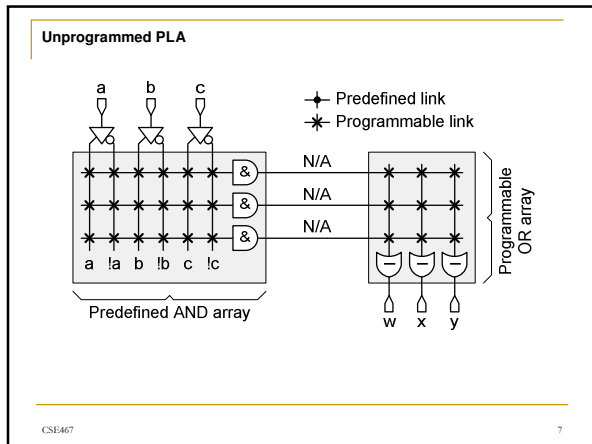 Unprogrammed PLA
a b c
Predefined link
Programmable link
N/A
&
N/A
&
N/A
&
a !a b !b c !c
Predefined AND array
Programmable
OR array
w x y
CSE467 7